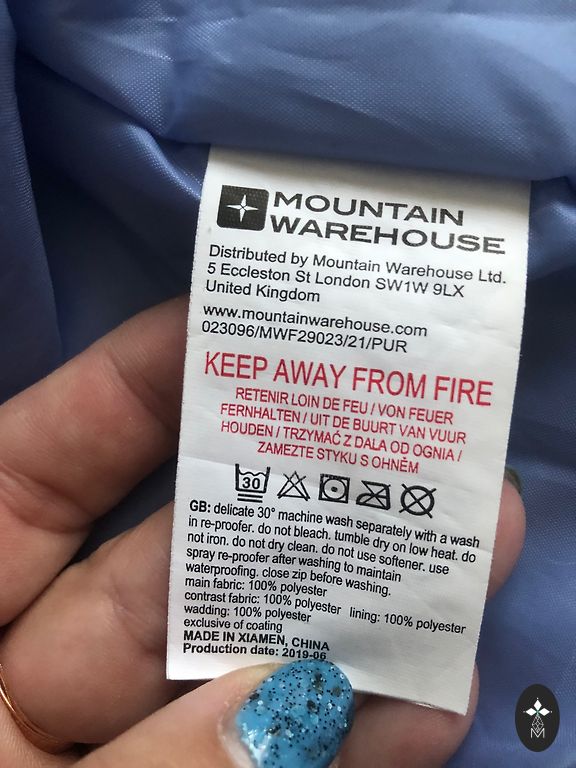 MOUNTAIN
WAREHOUSE
Distributed by Mountain Warehouse Ltd.
5 Eccleston St London SW1W 9LX
United Kingdom
www.mountainwarehouse.com
023096/MWF29023/21/PUR
KEEP AWAY FROM FIRE
RETENIR LOIN DE FEU / VON FEUER
FERNHALTEN / UIT DE BUURT VAN VUUR
HOUDEN / TRZYMAĆ Z DALA OD OGNIA /
ZAMEZTE STYKU S OHNĚM
30
GB: delicate 30° machine wash separately with a wash
in re-proofer. do not bleach. tumble dry on low heat. do
not iron. do not dry clean. do not use softener. use
spray re-proofer after washing to maintain
waterproofing. close zip before washing.
main fabric: 100% polyester
contrast fabric: 100% polyester lining: 100% polyester
wadding: 100% polyester
exclusive of coating
MADE IN XIAMEN, CHINA
Production date: 2019-06
M